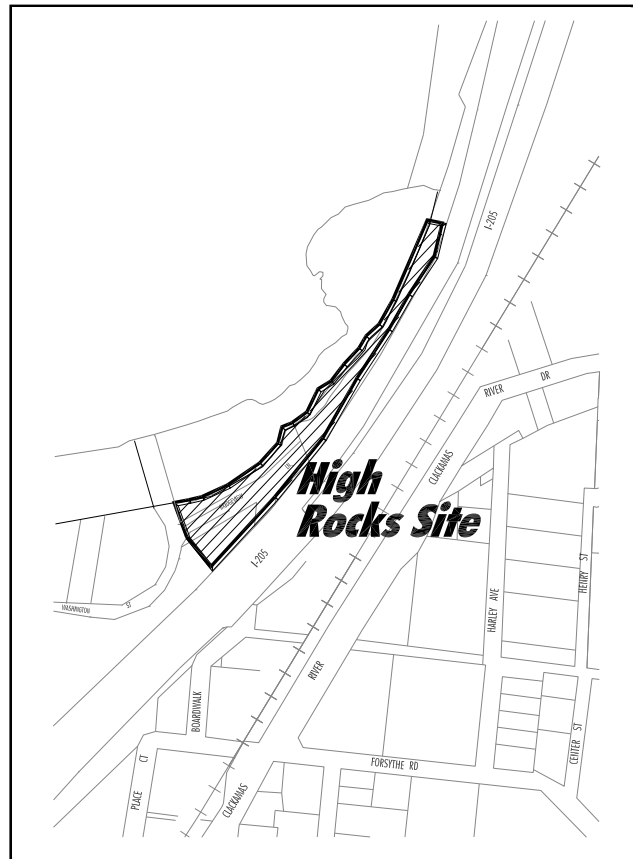 I-205
RIVER DR
CLACKAMAS
High
Rocks Site
LN
I-205
WASHINGTON ST
HENRY ST
HARLEY AVE
RIVER
BOARDWALK
CENTER ST
FORSYTHE RD
PLACE CT
CLACKAMAS